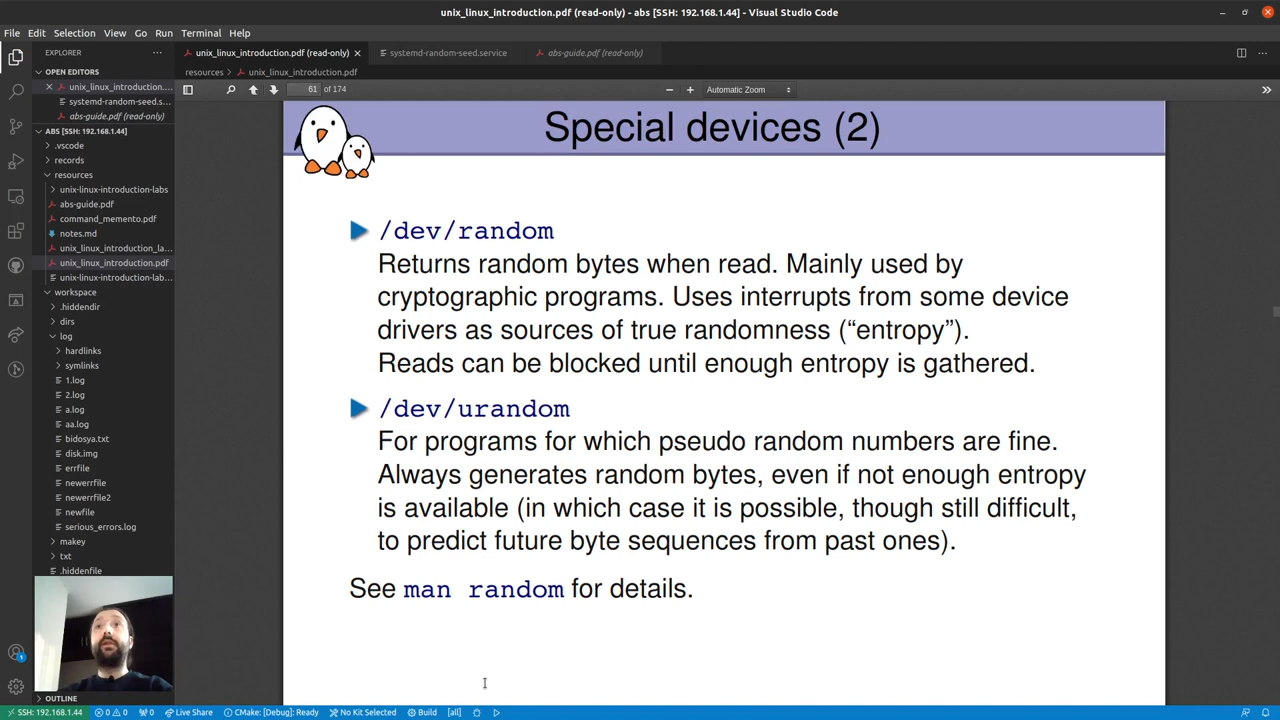 unix_linux_introduction.pdf (read-only) - abs [SSH: 192.168.1.44] - Visual Studio Code
File Edit Selection View Go Run Terminal Help
EXPLORER
unix_linux_introduction.pdf (read-only)
systemd-random-seed.service
abs-guide.pdf (read-only)
OPEN EDITORS
unix_linux_introduction....
systemd-random-seed.s...
abs-guide.pdf (read-only)
ABS [SSH: 192.168.1.44]
.vscode
records
resources
unix-linux-introduction-labs
abs-guide.pdf
command_memento.pdf
notes.md
unix_linux_introduction_la...
unix_linux_introduction.pdf
unix-linux-introduction-lab...
workspace
.hiddendir
dirs
log
hardlinks
symlinks
1.log
2.log
a.log
aa.log
bidosya.txt
disk.img
errfile
newerrfile
newerrfile2
newfile
serious_errors.log
makey
txt
.hiddenfile
OUTLINE
resources > unix_linux_introduction.pdf
61 of 174
Automatic Zoom
Special devices (2)
/dev/random
Returns random bytes when read. Mainly used by
cryptographic programs. Uses interrupts from some device
drivers as sources of true randomness (“entropy”).
Reads can be blocked until enough entropy is gathered.
/dev/urandom
For programs for which pseudo random numbers are fine.
Always generates random bytes, even if not enough entropy
is available (in which case it is possible, though still difficult,
to predict future byte sequences from past ones).
See man random for details.
1
SSH: 192.168.1.44 0 0 0 Live Share CMake: [Debug]: Ready No Kit Selected Build [all]